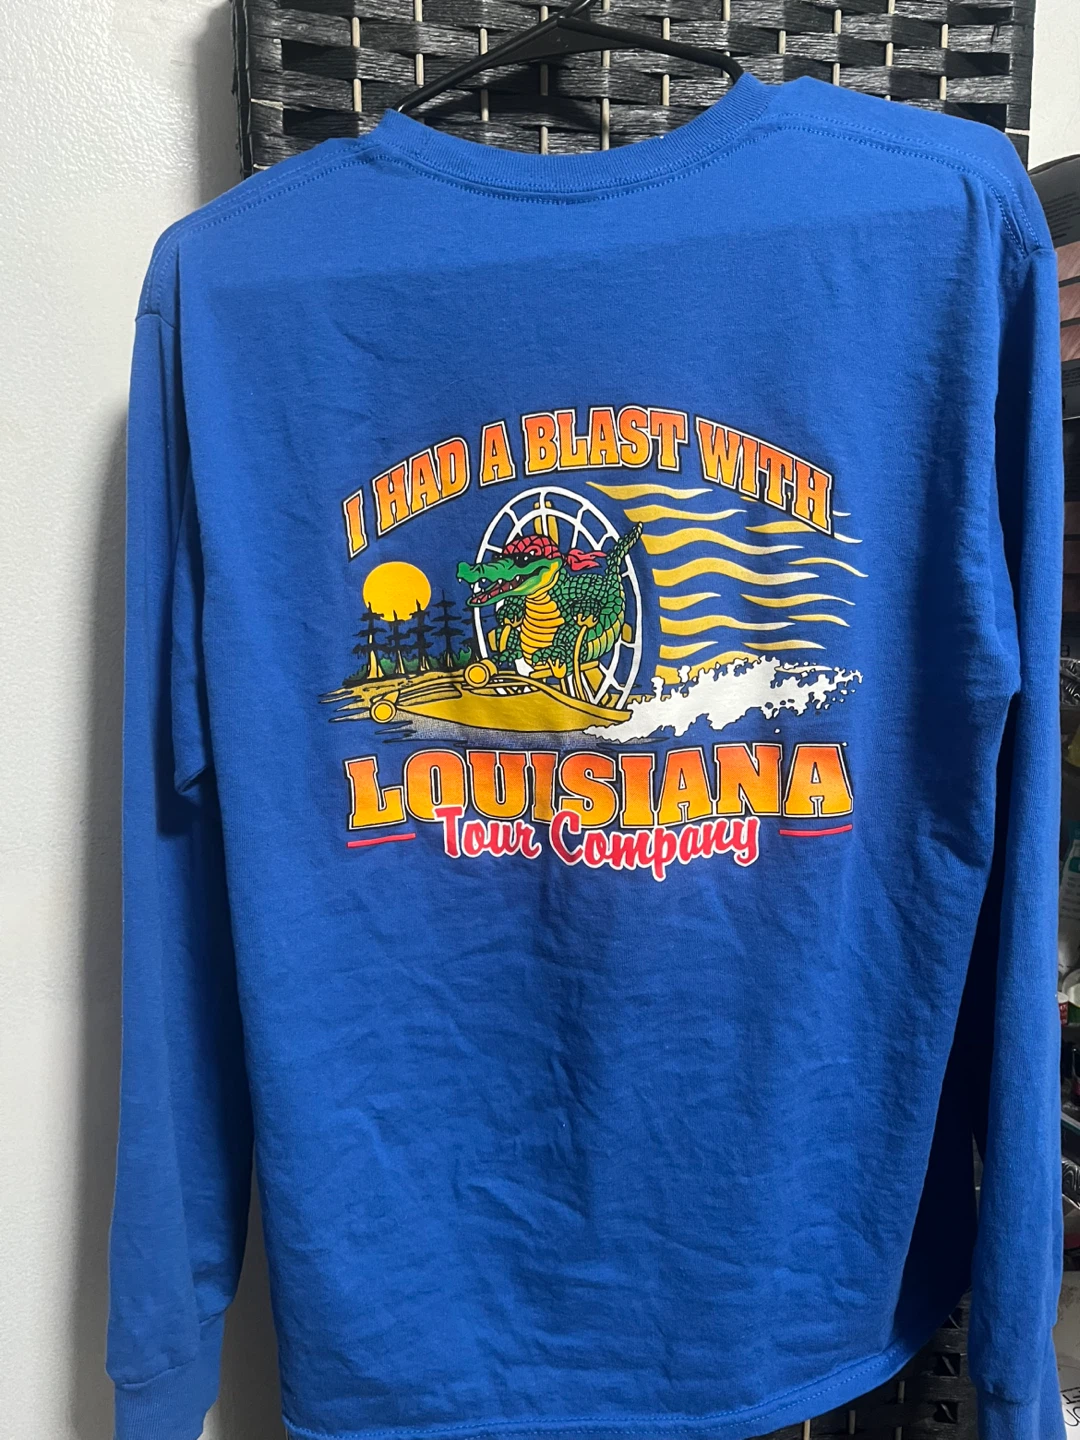 I HAD A BLAST WITH
LOUISIANA
Tour Company